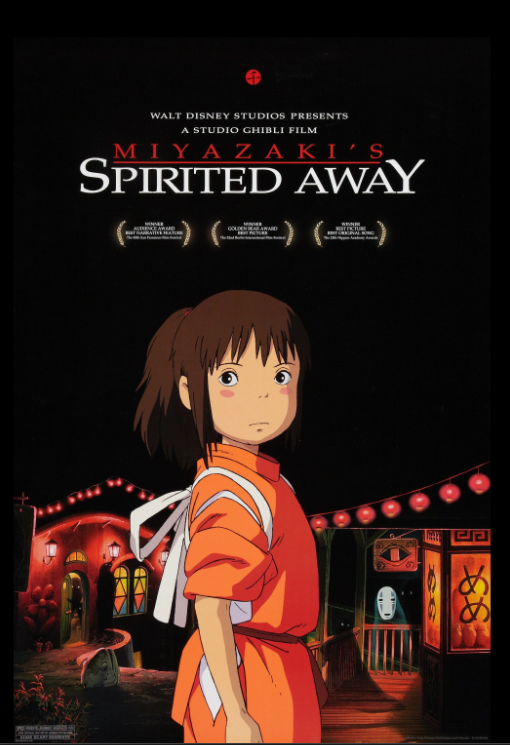 WALT DISNEY STUDIOS PRESENTS
A STUDIO GHIBLI FILM
MIYAZAKI'S
SPIRITED AWAY
WINNER
AUDIENCE AWARD
BEST NARRATIVE FEATURE
WINNER
GOLDEN BEAR AWARD
BEST PICTURE
WINNER
BEST PICTURE
BEST ORIGINAL SONG
めめ